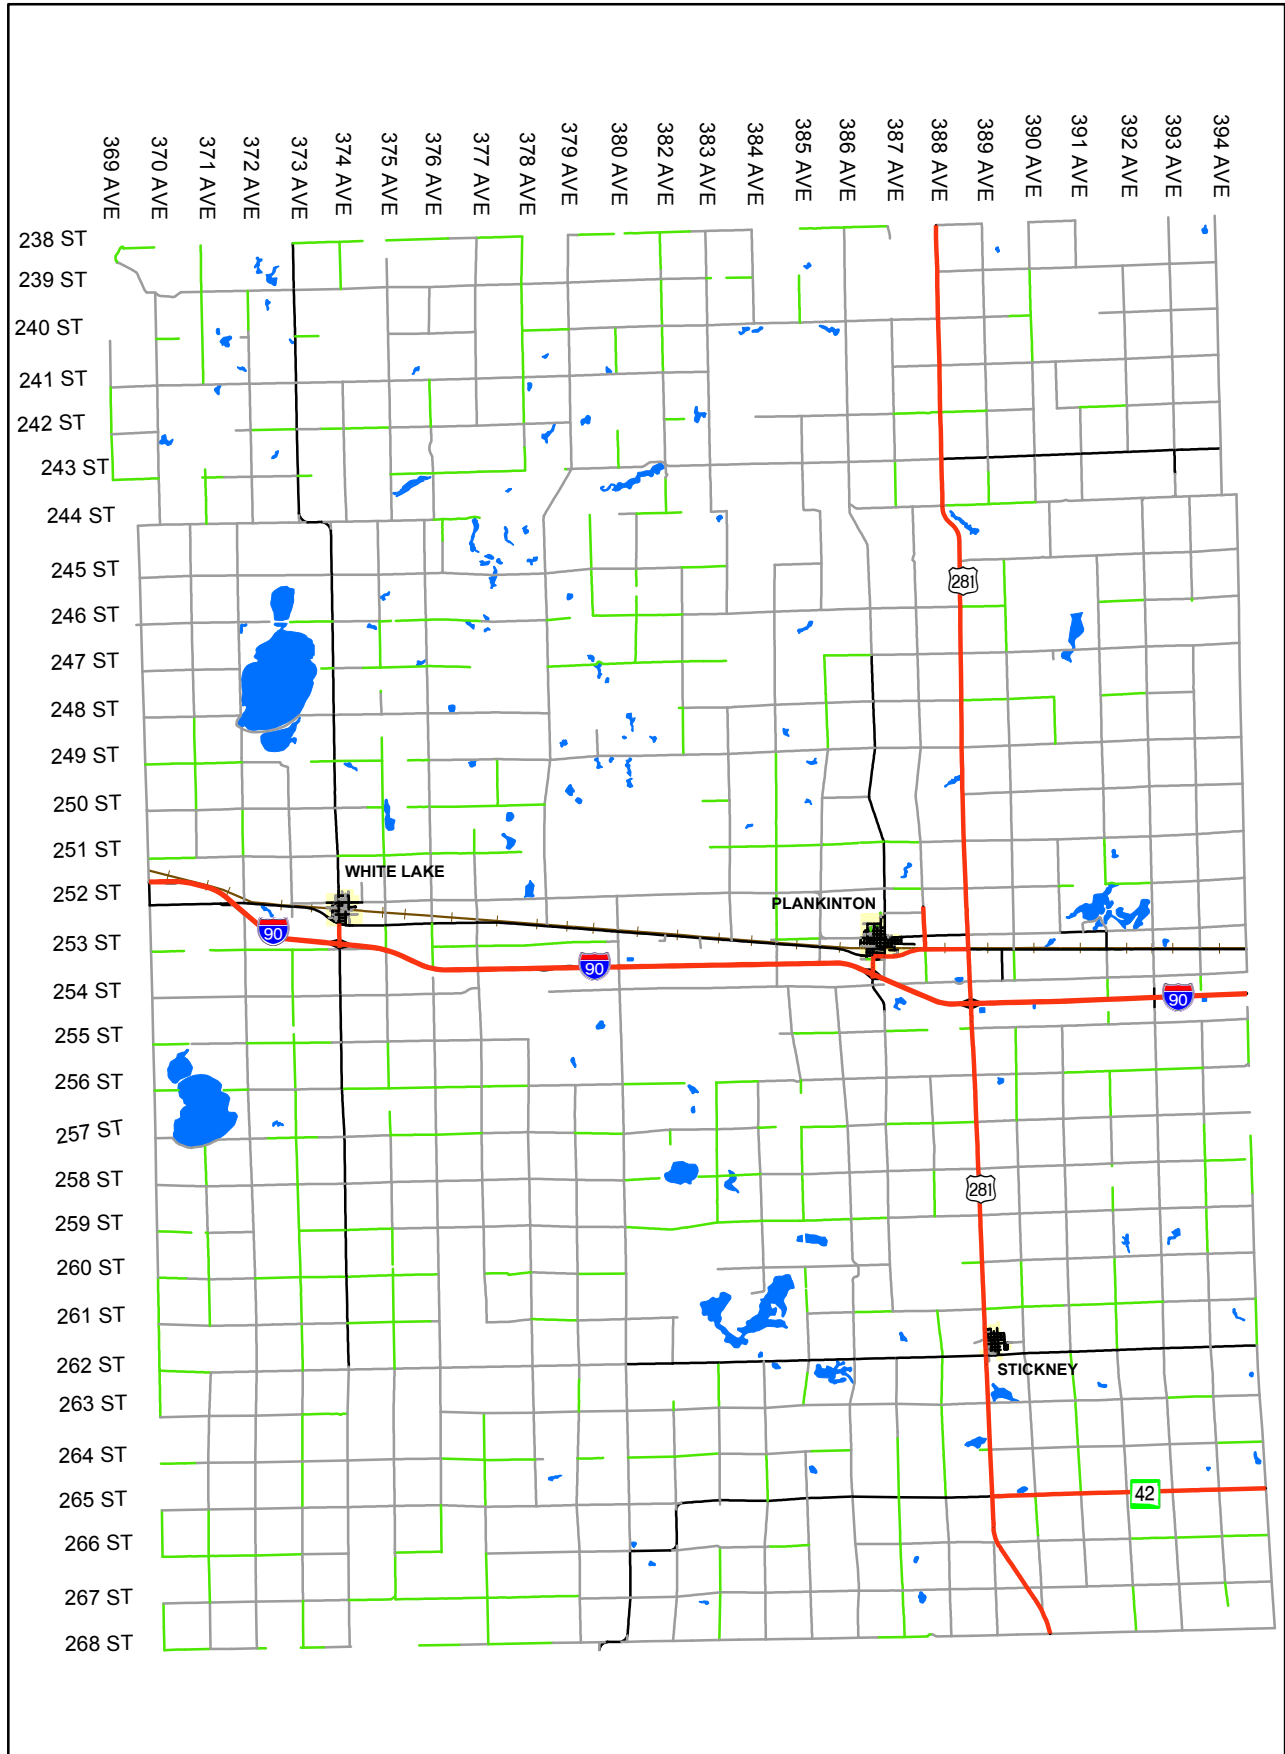 369 AVE
370 AVE
371 AVE
372 AVE
373 AVE
374 AVE
375 AVE
376 AVE
377 AVE
378 AVE
379 AVE
380 AVE
382 AVE
383 AVE
384 AVE
385 AVE
386 AVE
387 AVE
388 AVE
389 AVE
390 AVE
391 AVE
392 AVE
393 AVE
394 AVE
238 ST
239 ST
240 ST
241 ST
242 ST
243 ST
244 ST
245 ST
281
246 ST
247 ST
248 ST
249 ST
250 ST
251 ST
WHITE LAKE
252 ST
PLANKINTON
90
253 ST
90
254 ST
90
255 ST
256 ST
257 ST
258 ST
281
259 ST
260 ST
261 ST
262 ST
STICKNEY
263 ST
264 ST
265 ST
42
266 ST
267 ST
268 ST